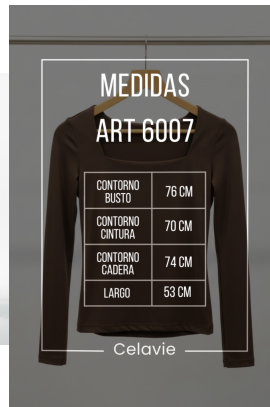 MEDIDAS
ART 6007
CONTORNO
BUSTO
76 CM
CONTORNO
CINTURA
70 CM
CONTORNO
CADERA
74 CM
LARGO
53 CM
Celavie